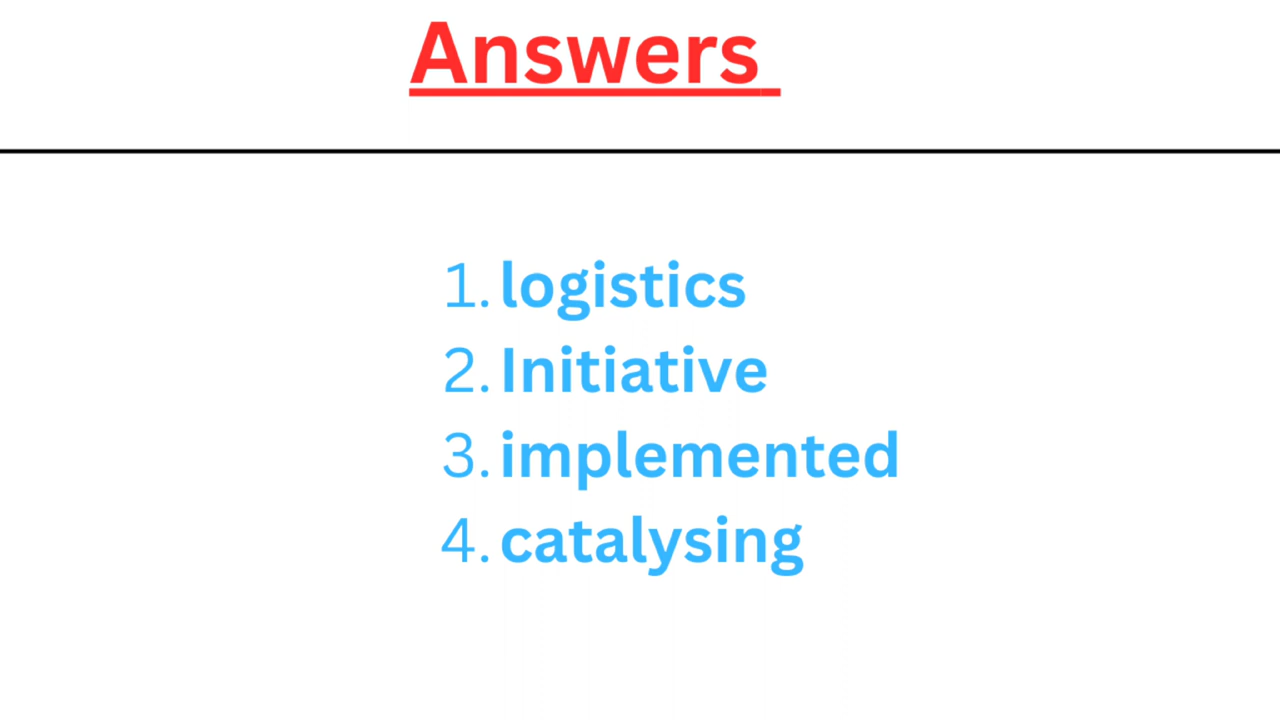 Answers
1. logistics
2. Initiative
3. implemented
4. catalysing